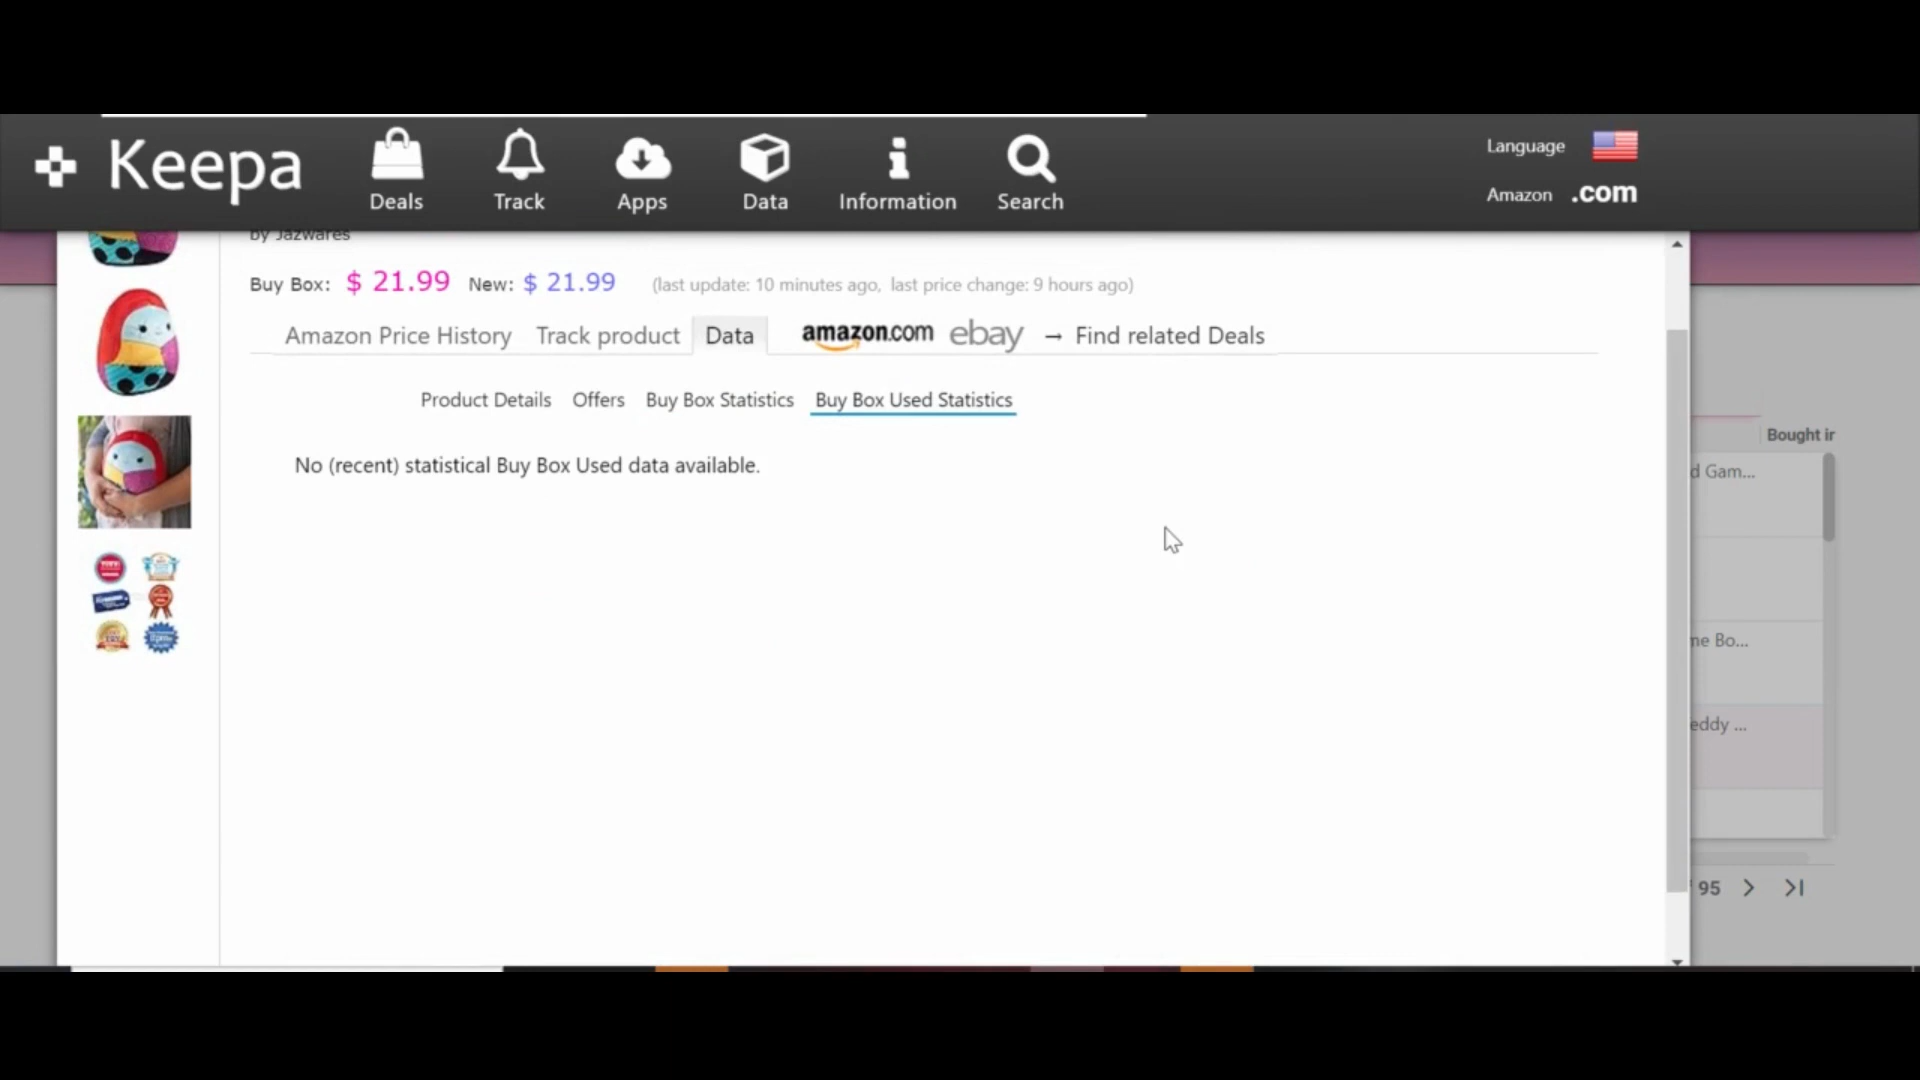 Keepa
Deals
Track
Apps
Data
Information
Search
Language
Amazon .com
by Jazwares
Buy Box: $ 21.99 New: $ 21.99 (last update: 10 minutes ago, last price change: 9 hours ago)
Amazon Price History Track product Data amazon.com ebay → Find related Deals
Product Details Offers Buy Box Statistics Buy Box Used Statistics
No (recent) statistical Buy Box Used data available.
Bought ir
d Gam...
ne Bo...
eddy ...
95